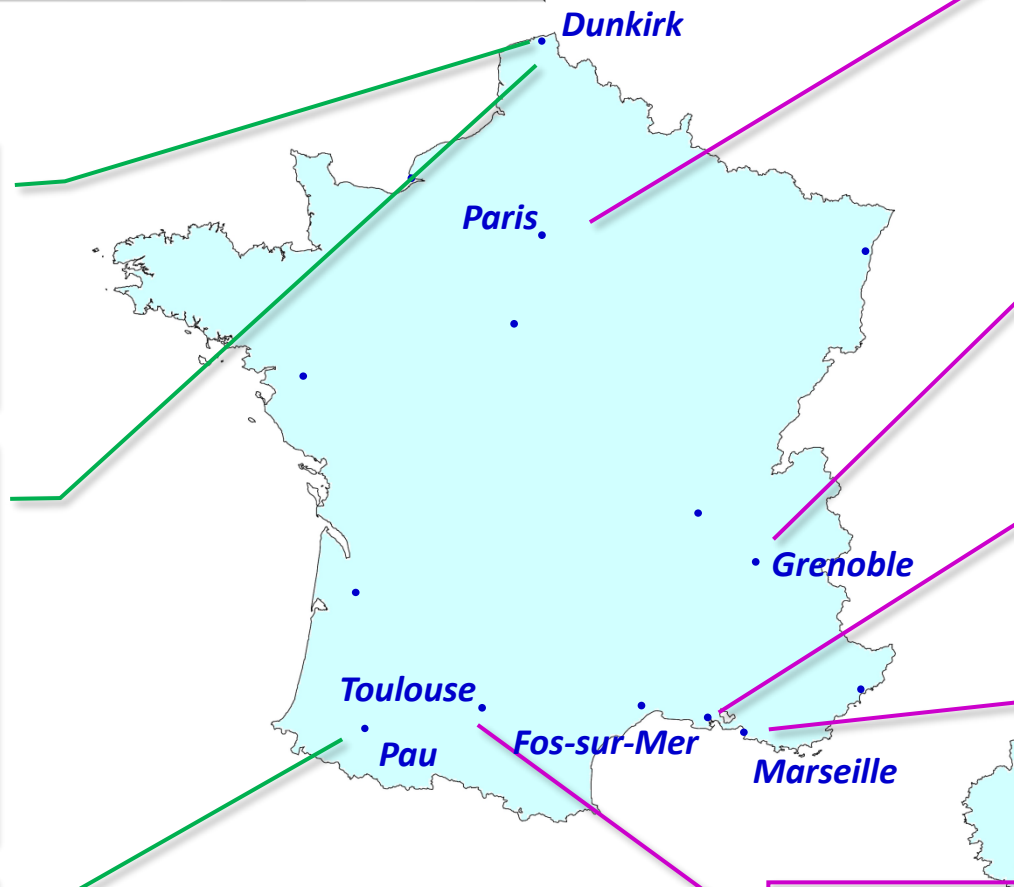 Dunkirk
Paris
Grenoble
Toulouse
Fos-sur-Mer
Pau
Marseille